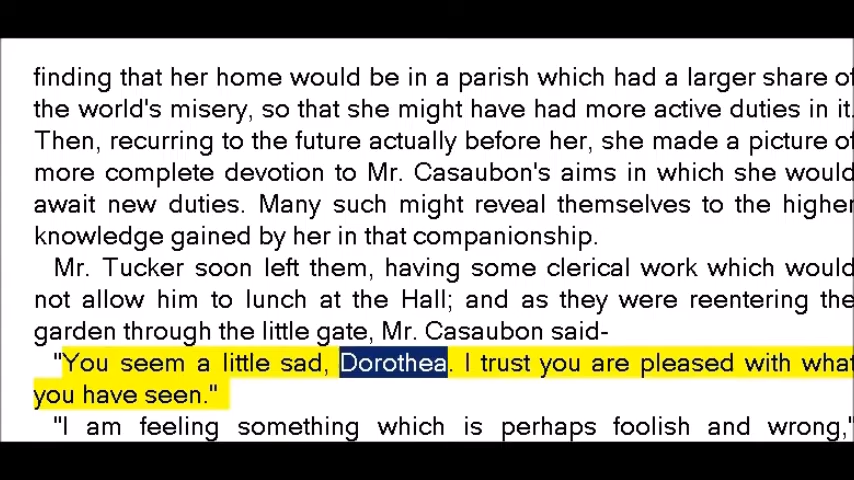 finding that her home would be in a parish which had a larger share of
the world's misery, so that she might have had more active duties in it.
Then, recurring to the future actually before her, she made a picture of
more complete devotion to Mr. Casaubon's aims in which she would
await new duties. Many such might reveal themselves to the higher
knowledge gained by her in that companionship.
Mr. Tucker soon left them, having some clerical work which would
not allow him to lunch at the Hall; and as they were reentering the
garden through the little gate, Mr. Casaubon said-
"You seem a little sad, Dorothea. I trust you are pleased with what
you have seen."
"I am feeling something which is perhaps foolish and wrong,"